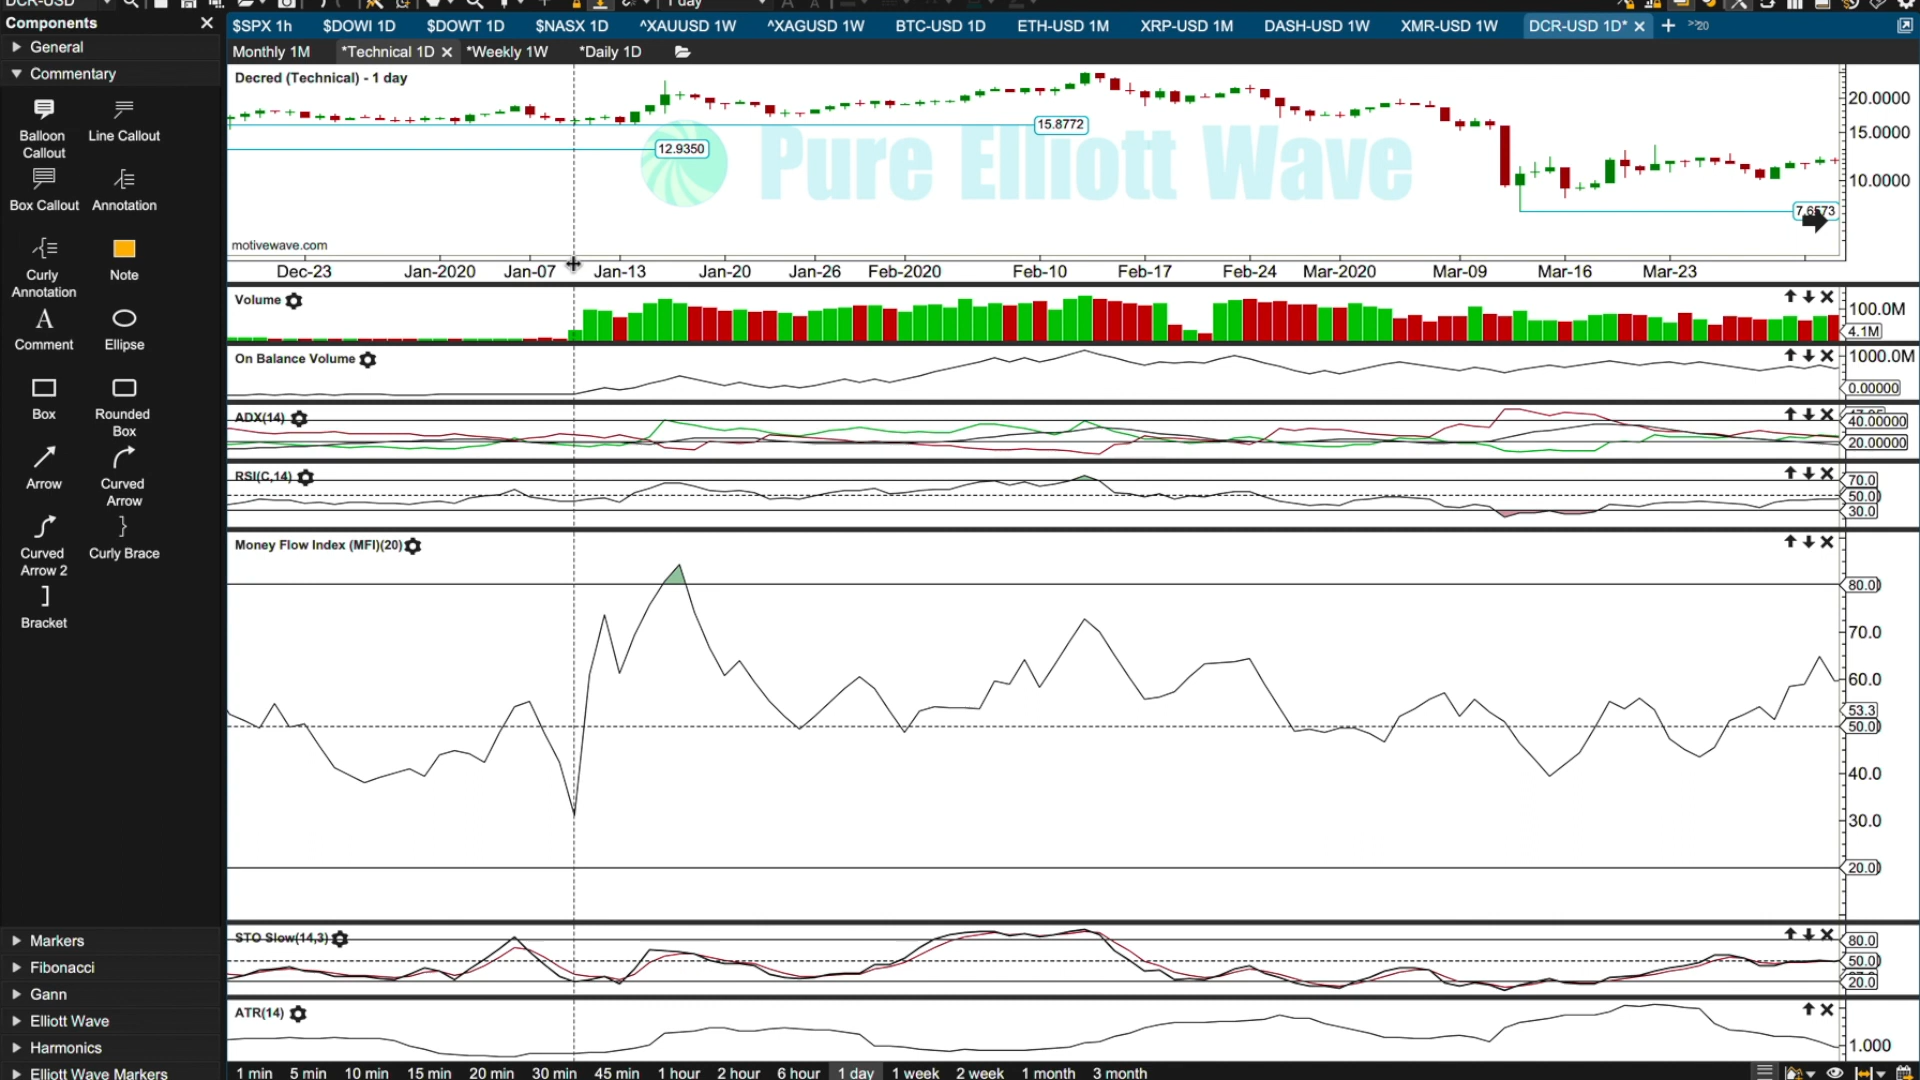 DCR-USD
1 day
Components
$SPX 1h
$DOWI 1D
$DOWT 1D
$NASX 1D
^XAUUSD 1W
^XAGUSD 1W
BTC-USD 1D
ETH-USD 1M
XRP-USD 1M
DASH-USD 1W
XMR-USD 1W
DCR-USD 1D*
20
General
Monthly 1M
*Technical 1D
*Weekly 1W
*Daily 1D
Commentary
Balloon Callout
Line Callout
Box Callout
Annotation
Curly Annotation
Note
Comment
Ellipse
Box
Rounded Box
Arrow
Curved Arrow
Curved Arrow 2
Curly Brace
Bracket
Markers
Fibonacci
Gann
Elliott Wave
Harmonics
Elliott Wave Markers
Decred (Technical) - 1 day
15.8772
12.9350
Pure Elliott Wave
7.6573
20.0000
15.0000
10.0000
motivewave.com
Dec-23
Jan-2020
Jan-07
Jan-13
Jan-20
Jan-26
Feb-2020
Feb-10
Feb-17
Feb-24
Mar-2020
Mar-09
Mar-16
Mar-23
Volume
100.0M
4.1M
On Balance Volume
1000.0M
0.00000
ADX(14)
40.00000
20.00000
RSI(C,14)
70.0
50.0
30.0
Money Flow Index (MFI)(20)
80.0
70.0
60.0
53.3
50.0
40.0
30.0
20.0
STO Slow(14,3)
80.0
50.0
20.0
ATR(14)
1.000
1 min
5 min
10 min
15 min
20 min
30 min
45 min
1 hour
2 hour
6 hour
1 day
1 week
2 week
1 month
3 month